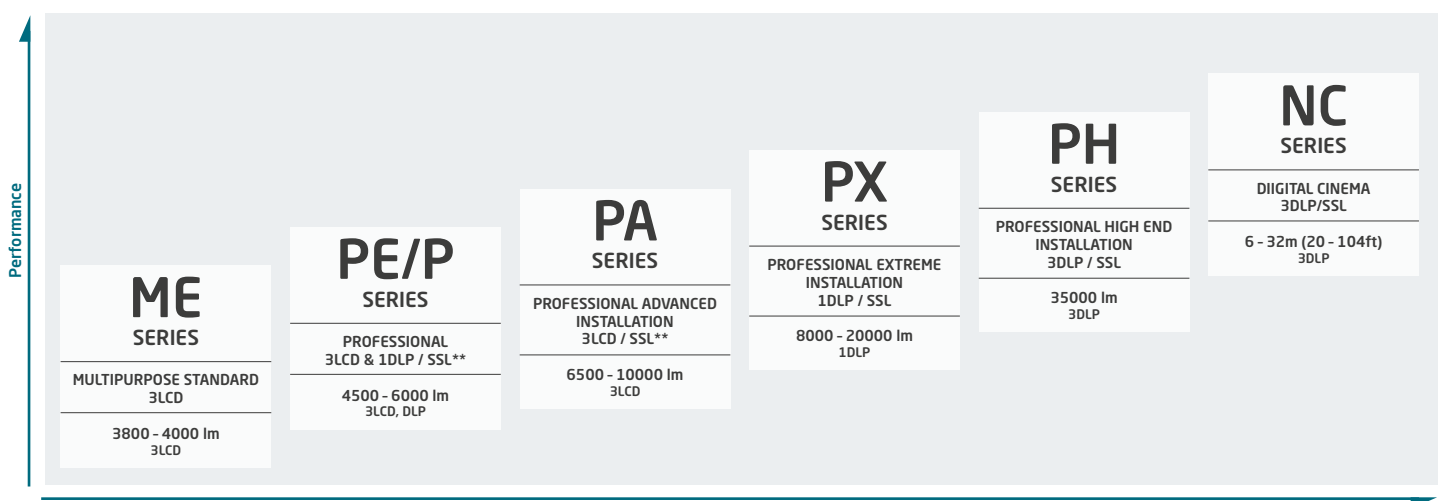 Performance
ME
SERIES
MULTIPURPOSE STANDARD
3LCD
3800 – 4000 lm
3LCD
PE/P
SERIES
PROFESSIONAL
3LCD & 1DLP / SSL**
4500 – 6000 lm
3LCD, DLP
PA
SERIES
PROFESSIONAL ADVANCED
INSTALLATION
3LCD / SSL**
6500 – 10000 lm
3LCD
PX
SERIES
PROFESSIONAL EXTREME
INSTALLATION
1DLP / SSL
8000 – 20000 lm
1DLP
PH
SERIES
PROFESSIONAL HIGH END
INSTALLATION
3DLP / SSL
35000 lm
3DLP
NC
SERIES
DIIGITAL CINEMA
3DLP/SSL
6 – 32m (20 – 104ft)
3DLP